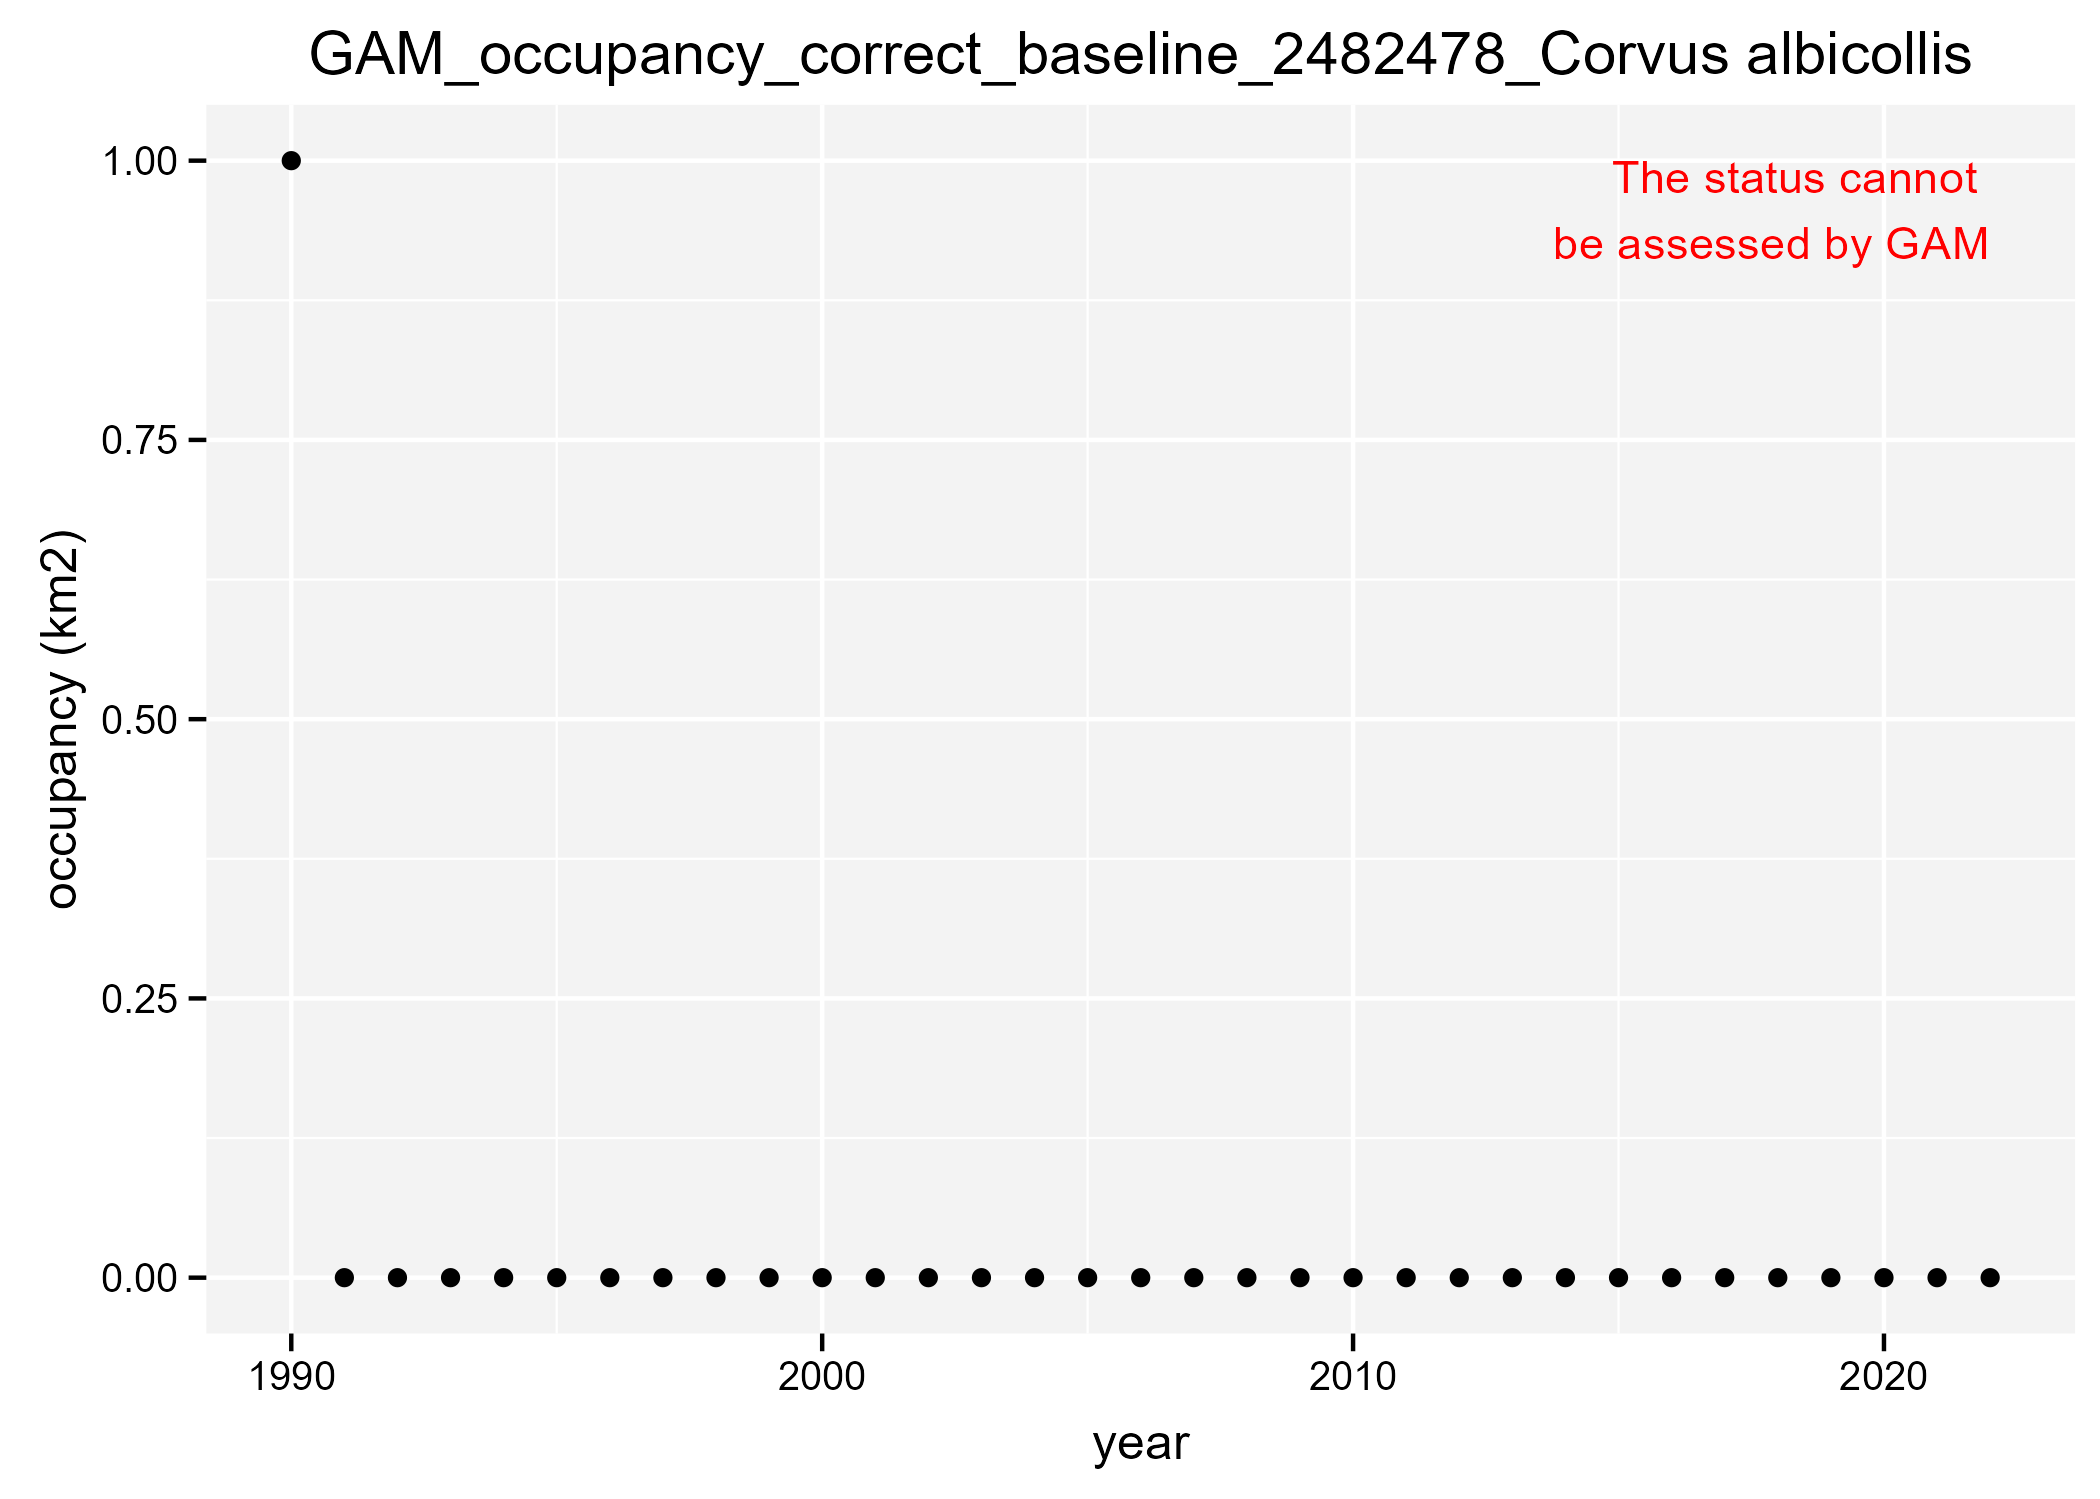 GAM_occupancy_correct_baseline_2482478_Corvus albicollis
The status cannot
be assessed by GAM
occupancy (km2)
1.00
0.75
0.50
0.25
0.00
1990 2000 2010 2020
year